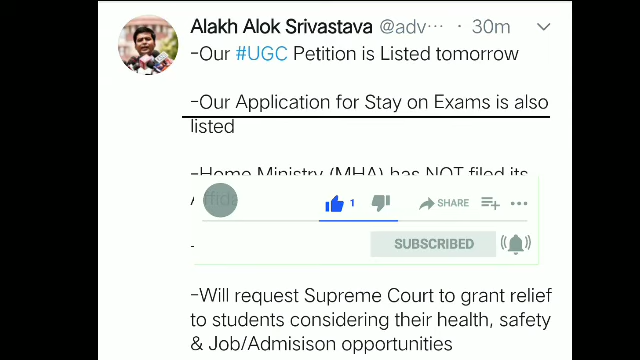 Alakh Alok Srivastava @adv··· · 30m
-Our #UGC Petition is Listed tomorrow
-Our Application for Stay on Exams is also
listed
-Home Ministry (MHA) has NOT filed its
1 SHARE
-
SUBSCRIBED
-Will request Supreme Court to grant relief
to students considering their health, safety
& Job/Admisison opportunities